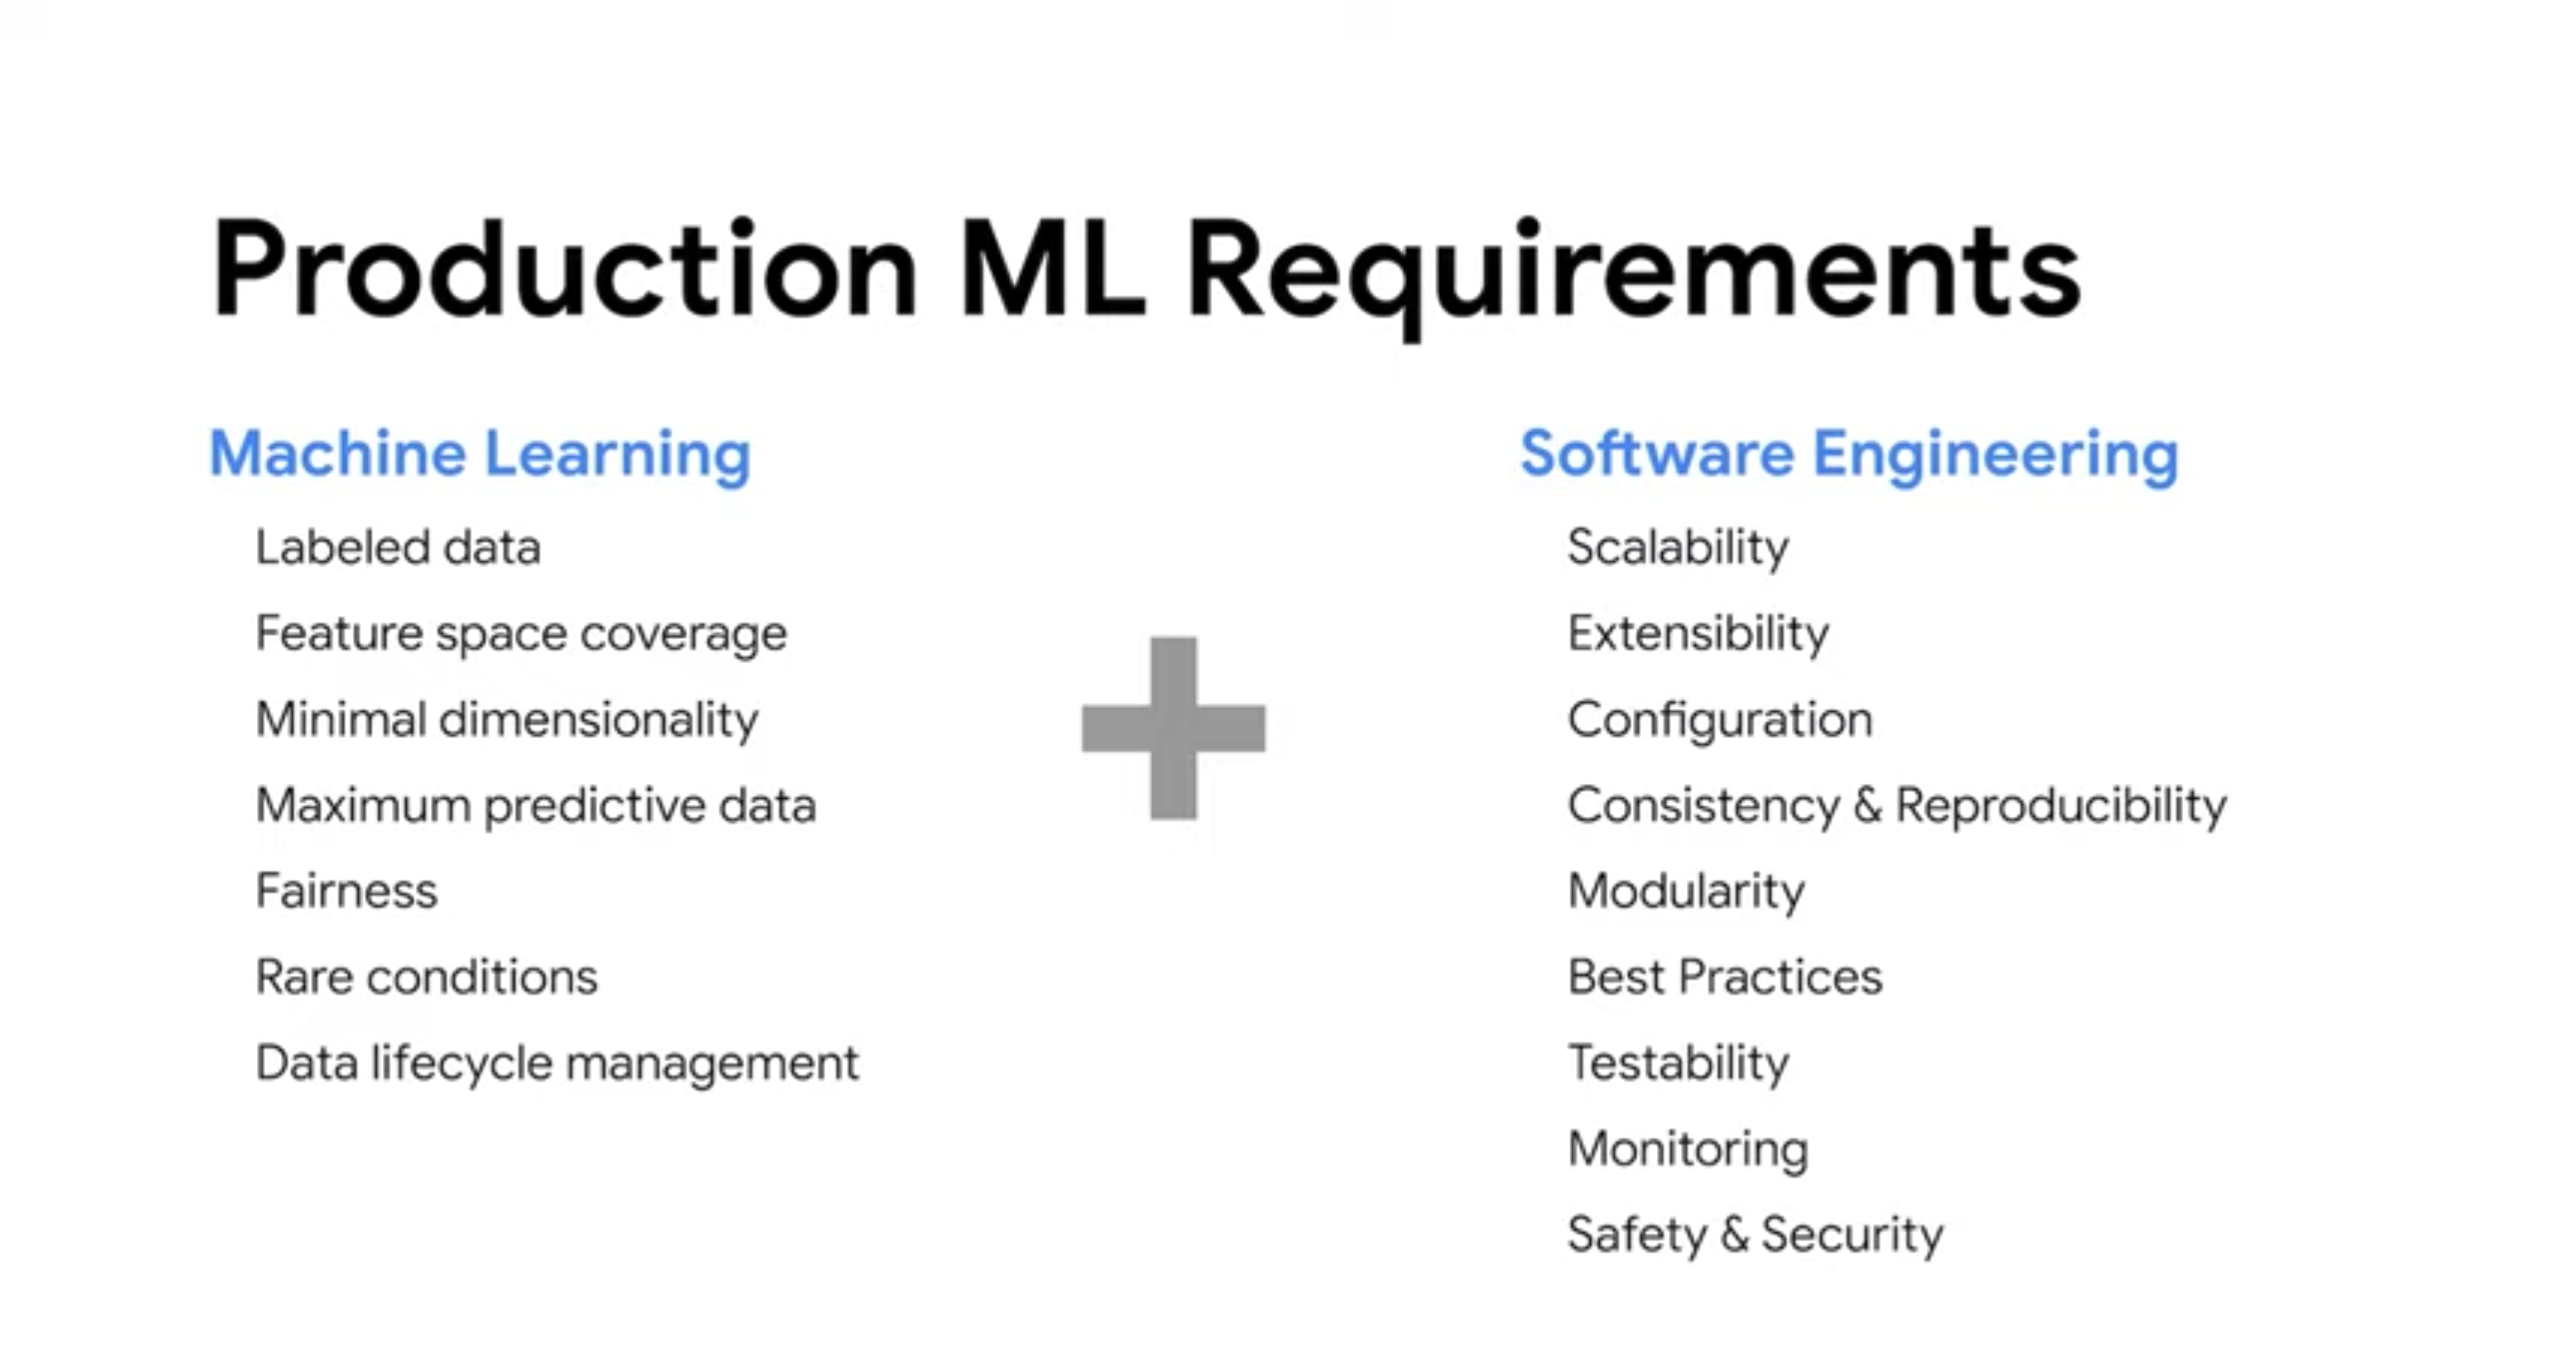 Production ML Requirements
Machine Learning
Labeled data
Feature space coverage
Minimal dimensionality
Maximum predictive data
Fairness
Rare conditions
Data lifecycle management
Software Engineering
Scalability
Extensibility
Configuration
Consistency & Reproducibility
Modularity
Best Practices
Testability
Monitoring
Safety & Security